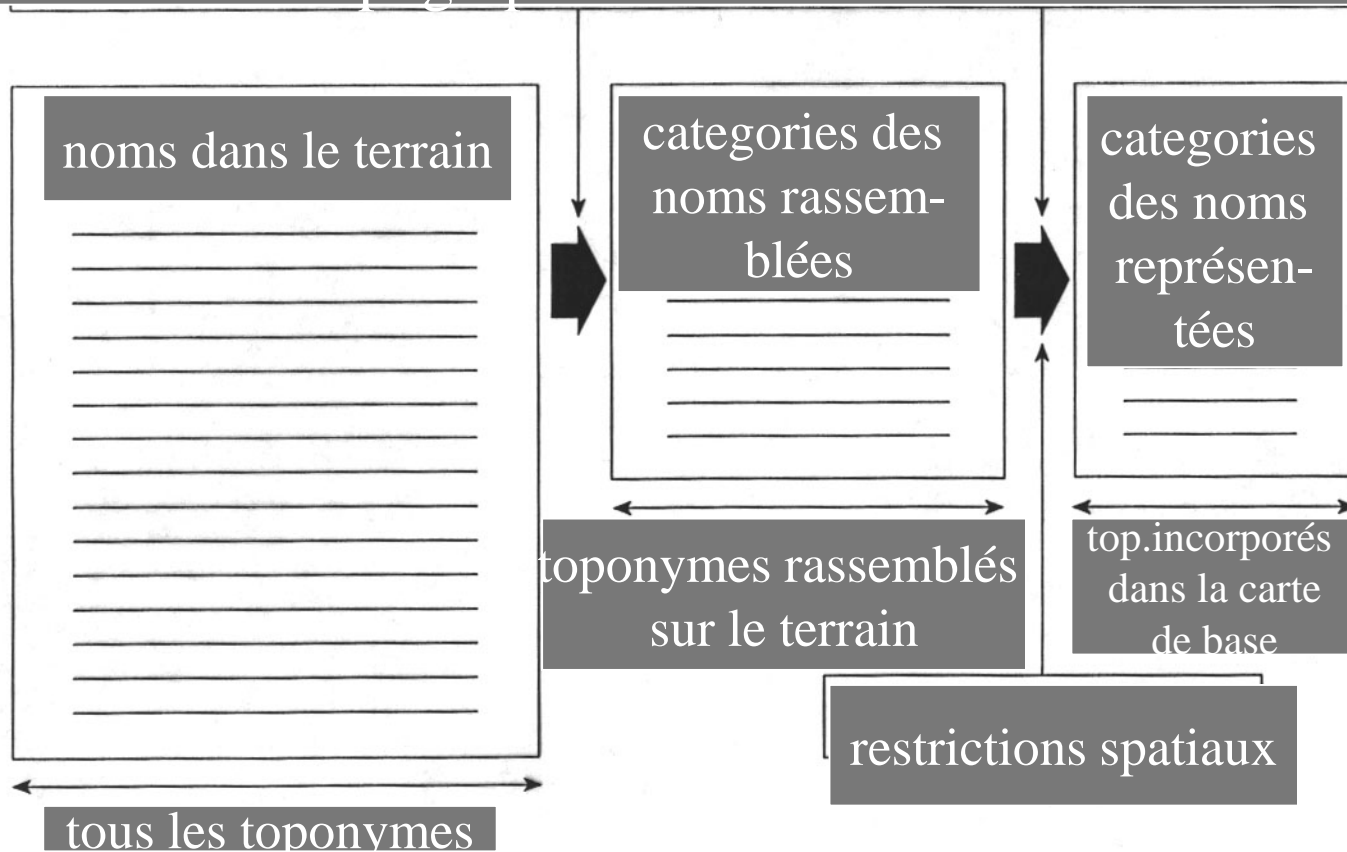 noms dans le terrain
categories des
noms rassem-
blées
categories
des noms
représen-
tées
toponymes rassemblés
sur le terrain
top.incorporés
dans la carte
de base
restrictions spatiaux
tous les toponymes